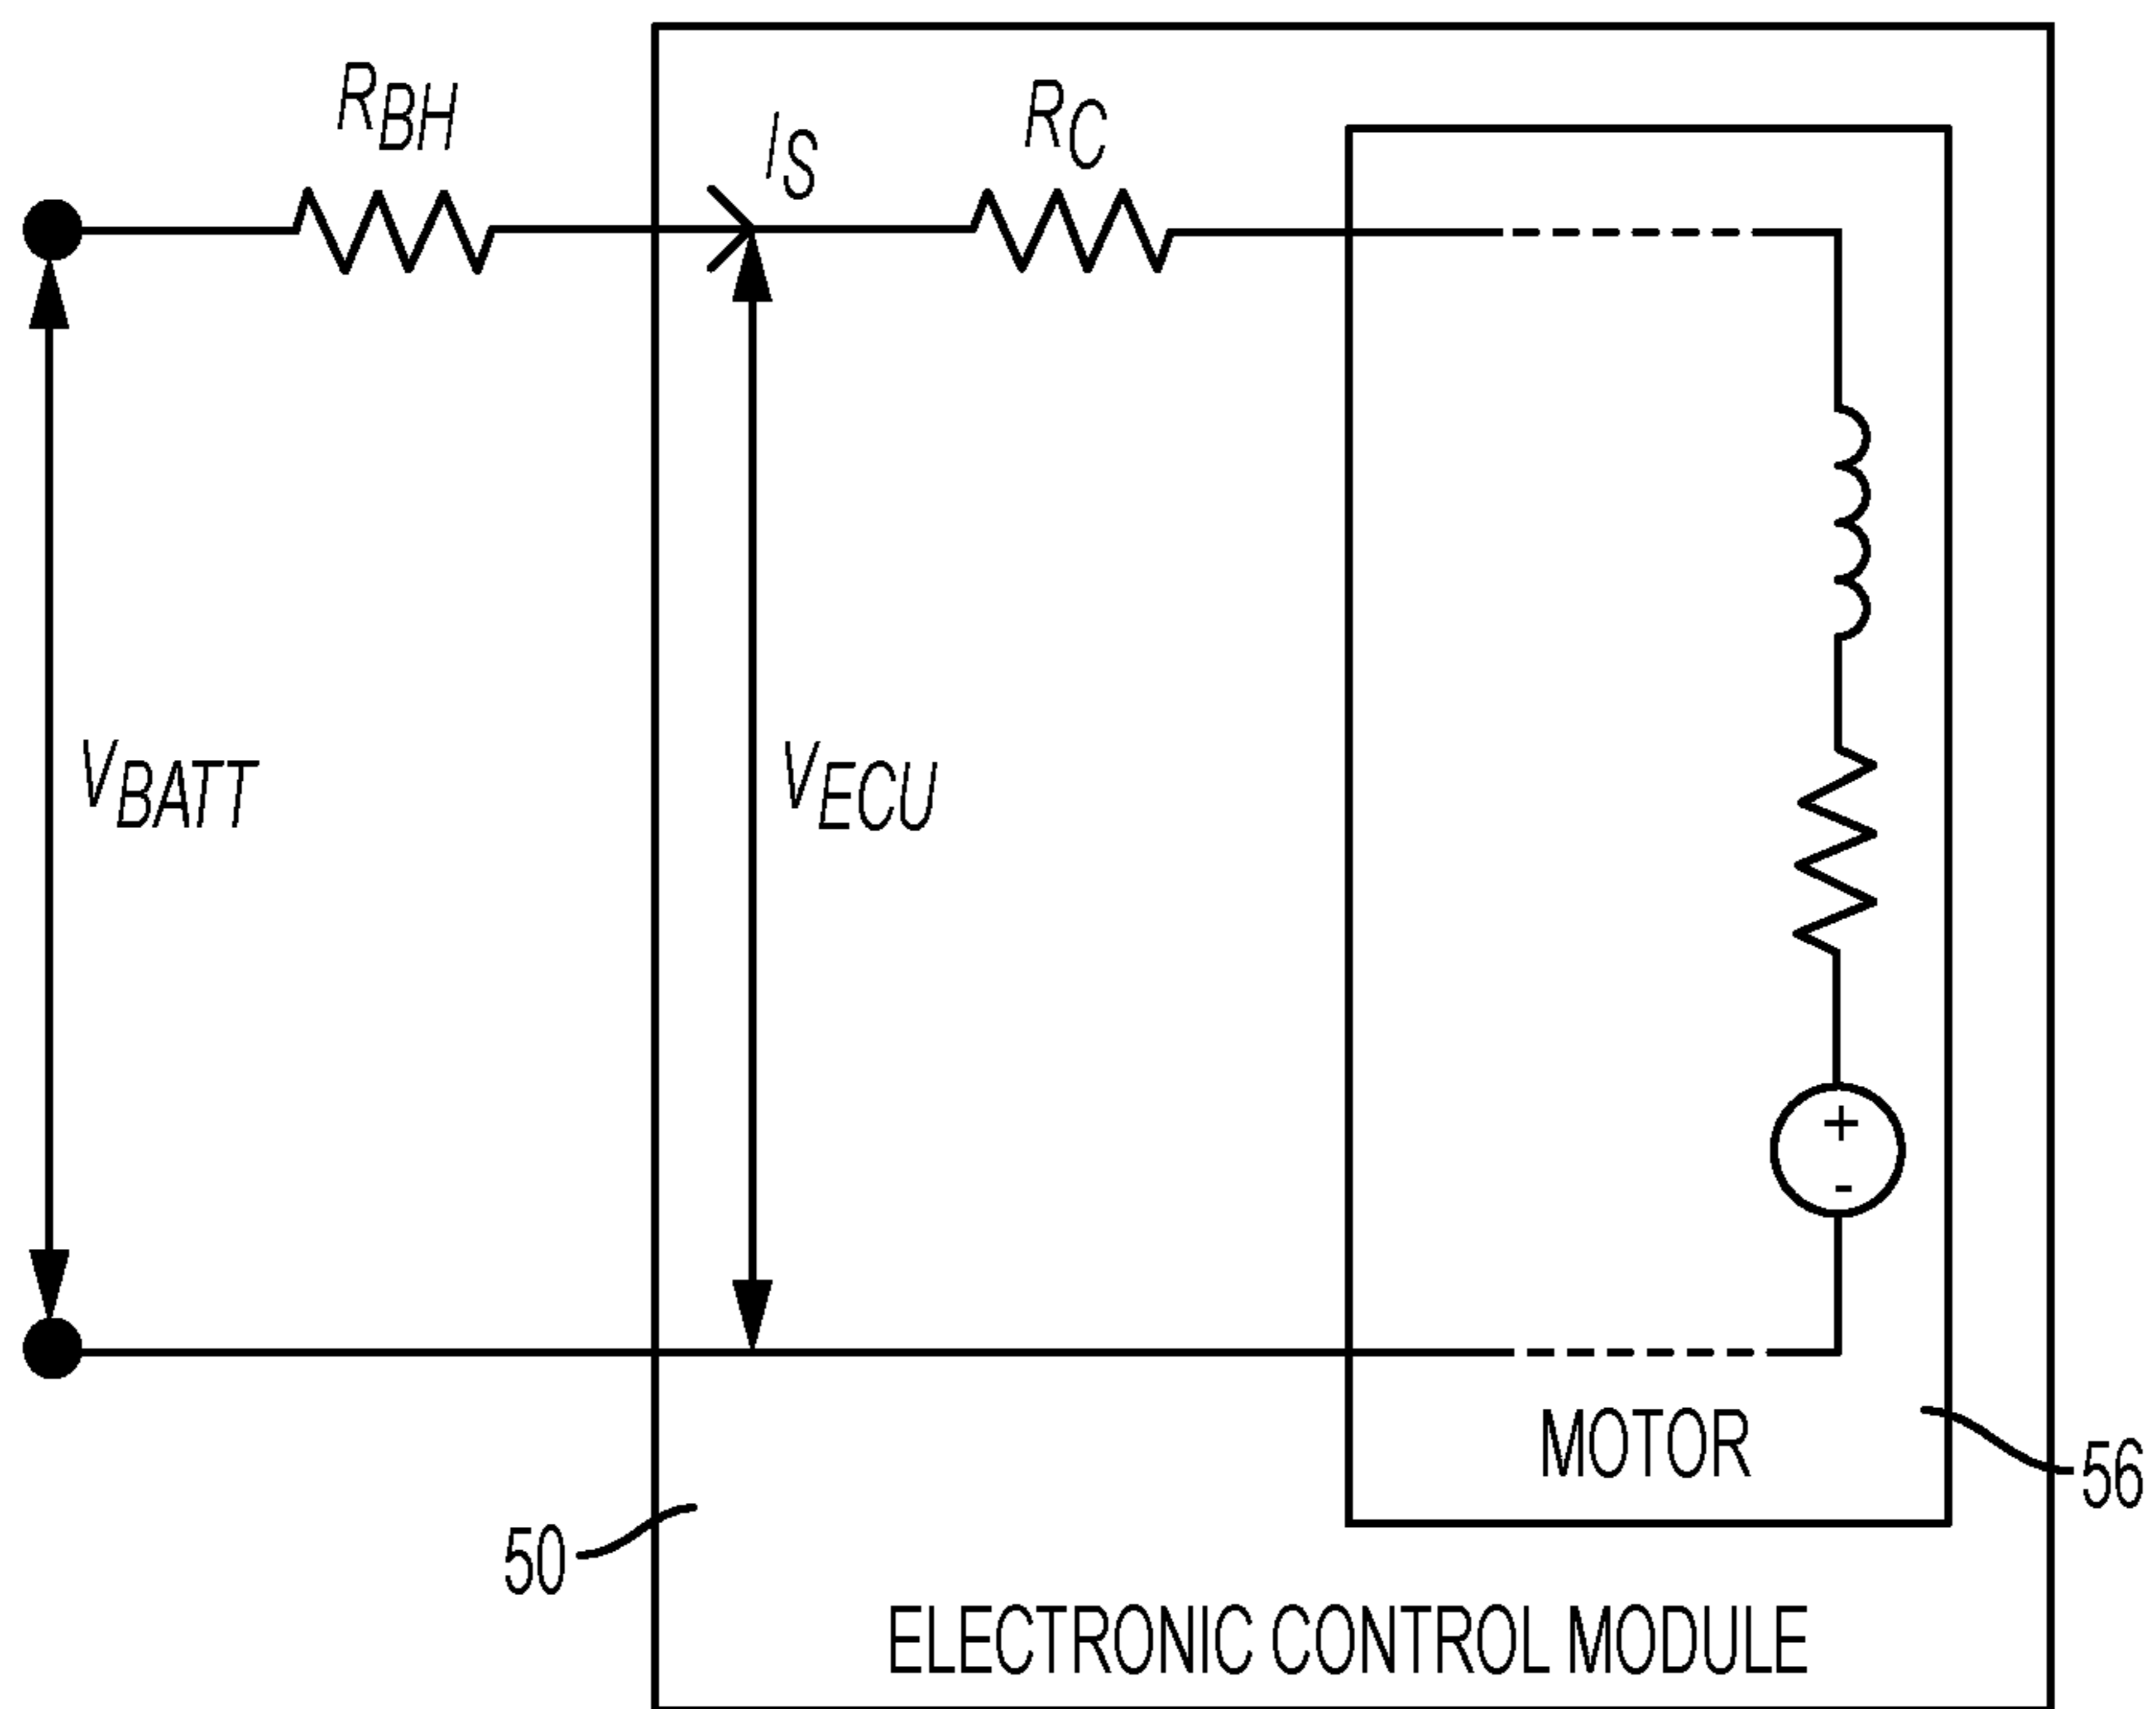 RBH
IS
RC
VBATT
VECU
+
-
MOTOR
56
50
ELECTRONIC CONTROL MODULE